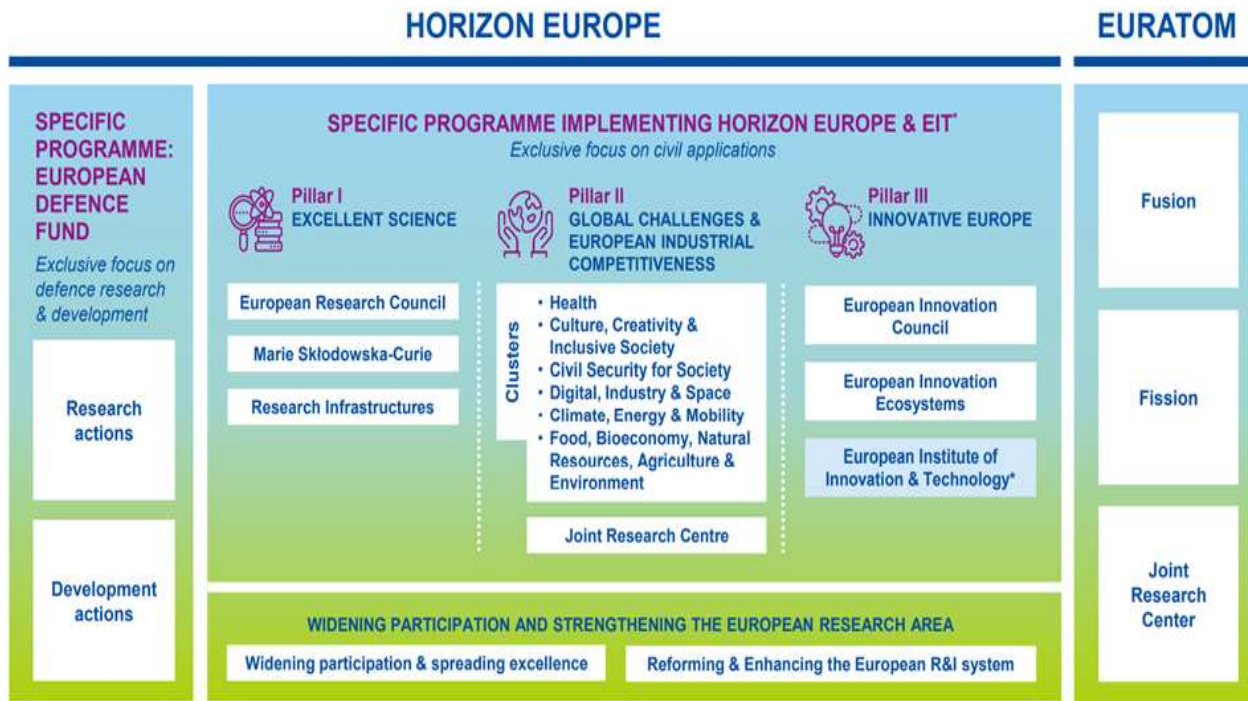 HORIZON EUROPE
EURATOM
SPECIFIC
PROGRAMME:
EUROPEAN
DEFENCE
FUND
Exclusive focus on
defence research
& development
Research
actions
Development
actions
SPECIFIC PROGRAMME IMPLEMENTING HORIZON EUROPE & EIT*
Exclusive focus on civil applications
Pillar I
EXCELLENT SCIENCE
European Research Council
Marie Skłodowska-Curie
Research Infrastructures
Pillar II
GLOBAL CHALLENGES &
EUROPEAN INDUSTRIAL
COMPETITIVENESS
Clusters
• Health
• Culture, Creativity &
Inclusive Society
• Civil Security for Society
• Digital, Industry & Space
• Climate, Energy & Mobility
• Food, Bioeconomy, Natural
Resources, Agriculture &
Environment
Joint Research Centre
Pillar III
INNOVATIVE EUROPE
European Innovation
Council
European Innovation
Ecosystems
European Institute of
Innovation & Technology*
WIDENING PARTICIPATION AND STRENGTHENING THE EUROPEAN RESEARCH AREA
Widening participation & spreading excellence
Reforming & Enhancing the European R&I system
Fusion
Fission
Joint
Research
Center